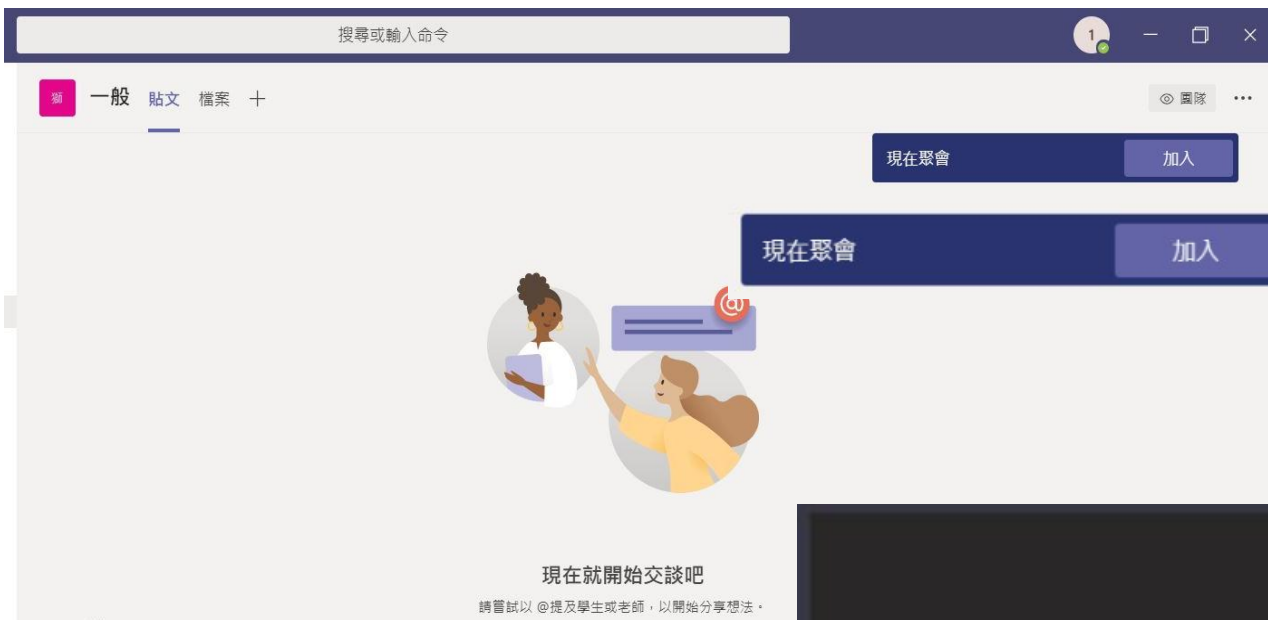 搜尋或輸入命令
1
獅 一般 貼文 檔案 +
團隊 ...
現在聚會 加入
現在聚會 加入
@
現在就開始交談吧
請嘗試以 @提及學生或老師，以開始分享想法。